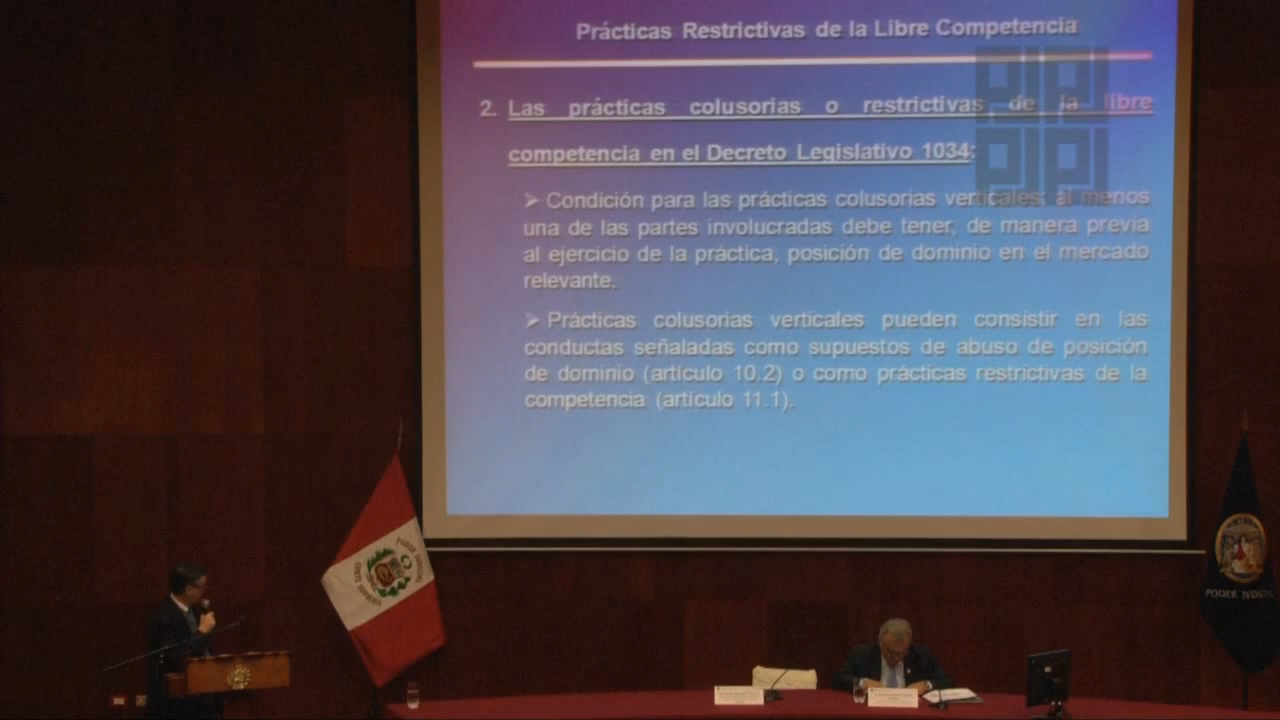 Prácticas Restrictivas de la Libre Competencia
2. Las prácticas colusorias o restrictivas de la libre
competencia en el Decreto Legislativo 1034:
➢ Condición para las prácticas colusorias verticales: al menos
una de las partes involucradas debe tener, de manera previa
al ejercicio de la práctica, posición de dominio en el mercado
relevante.
➢ Prácticas colusorias verticales pueden consistir en las
conductas señaladas como supuestos de abuso de posición
de dominio (artículo 10.2) o como prácticas restrictivas de la
competencia (artículo 11.1).
PODER
PODER JUDICIAL